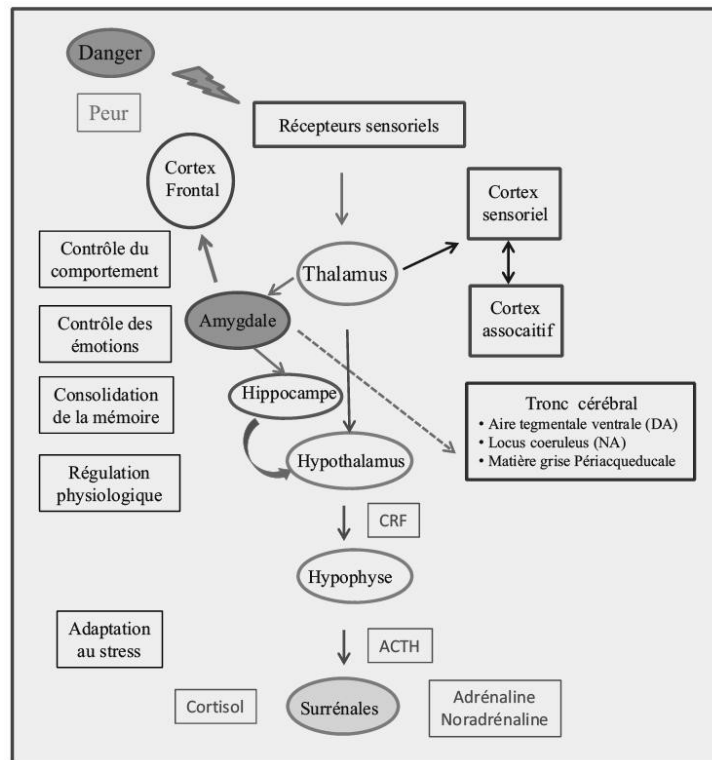 Danger
Peur
Récepteurs sensoriels
Cortex
Frontal
Cortex
sensoriel
Contrôle du
comportement
Thalamus
Cortex
assocaitif
Amygdale
Contrôle des
émotions
Hippocampe
Consolidation
de la mémoire
Tronc cérébral
• Aire tegmentale ventrale (DA)
• Locus coeruleus (NA)
• Matière grise Périacqueducale
Hypothalamus
Régulation
physiologique
CRF
Hypophyse
Adaptation
au stress
ACTH
Cortisol
Surrénales
Adrénaline
Noradrénaline